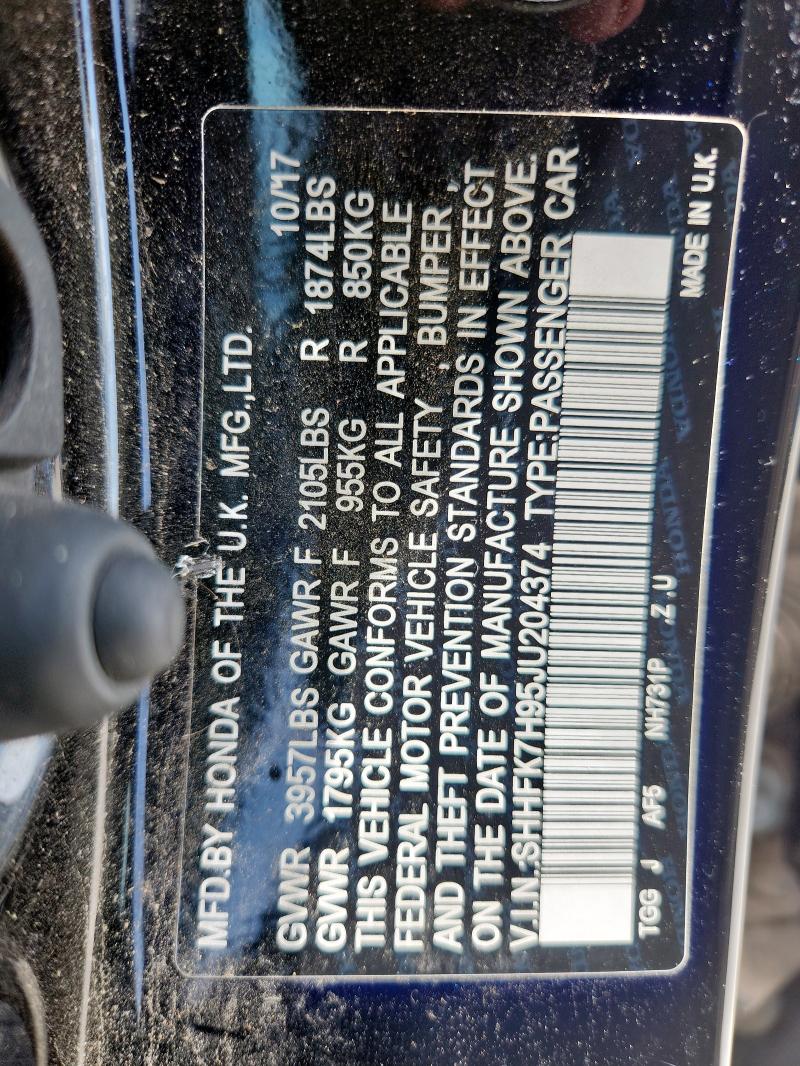 MFD.BY HONDA OF THE U.K. MFG.,LTD. 10/'17
GVWR 3957LBS GAWR F 2105LBS R 1874LBS
GVWR 1795KG GAWR F 955KG R 850KG
THIS VEHICLE CONFORMS TO ALL APPLICABLE
FEDERAL MOTOR VEHICLE SAFETY , BUMPER ,
AND THEFT PREVENTION STANDARDS IN EFFECT
ON THE DATE OF MANUFACTURE SHOWN ABOVE.
V.I.N.:SHHFK7H95JU204374 TYPE:PASSENGER CAR
TGG J AF5 NH731P .Z .U MADE IN U.K.
HONDA